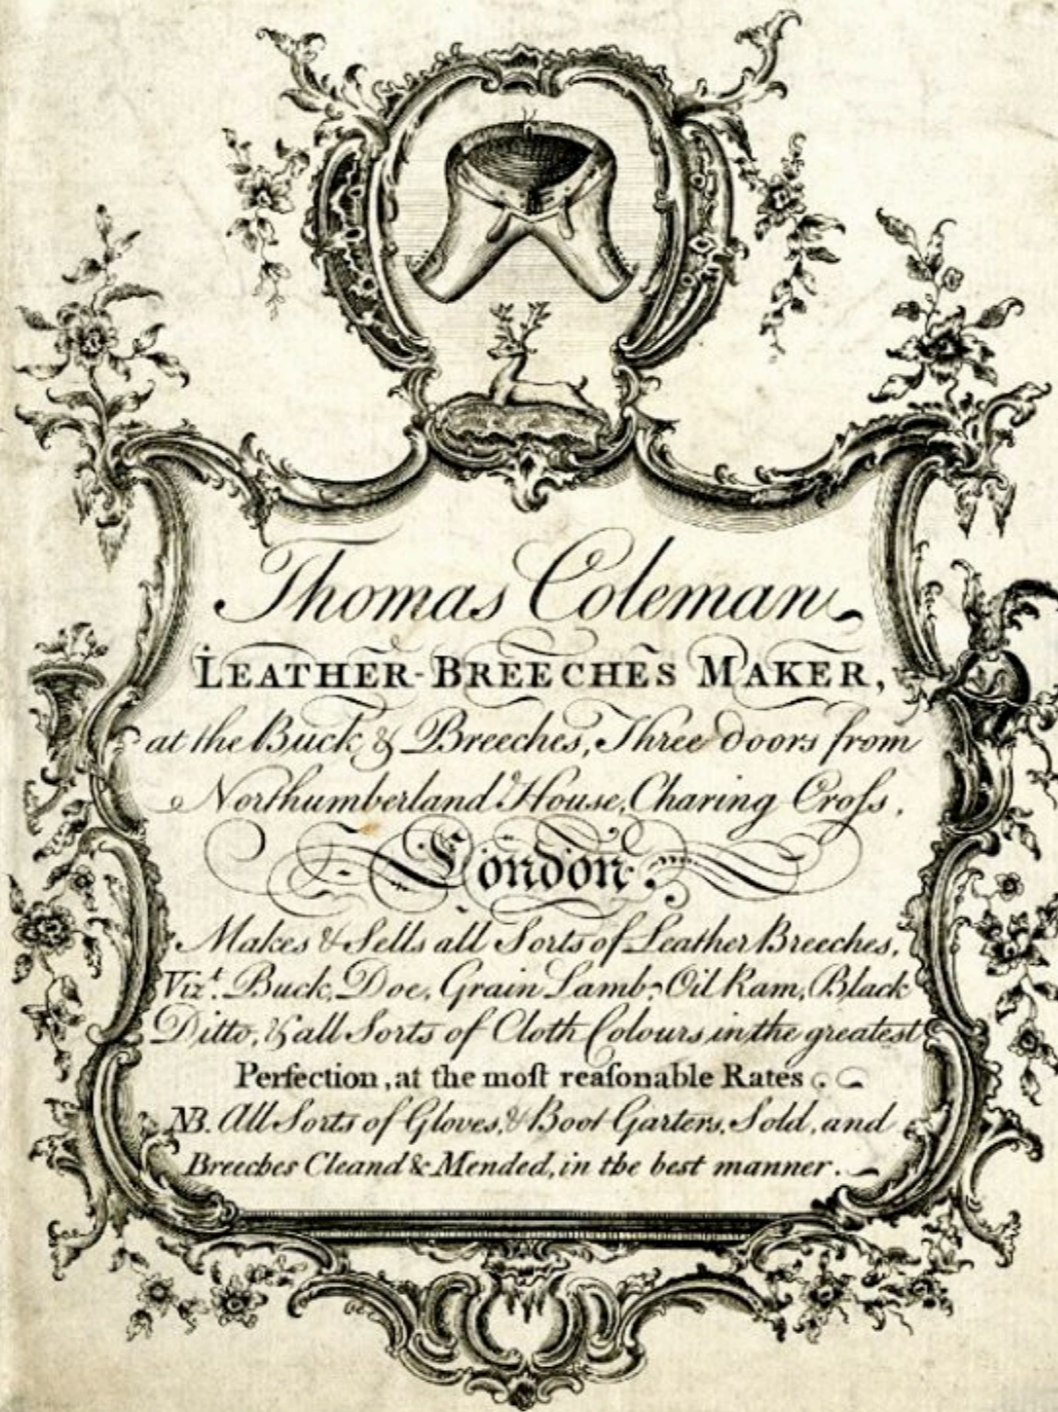 Thomas Coleman
LEATHER-BREECHES MAKER,
at the Buck & Breeches, Three doors from
Northumberland House, Charing Croſs,
London.
Makes & Sells all Sorts of Leather Breeches,
Vizt. Buck, Doe, Grain Lamb, Oil Ram, Black
Ditto, & all Sorts of Cloth Colours in the greatest
Perfection, at the moſt reaſonable Rates.
NB. All Sorts of Gloves, & Boot Garters, Sold, and
Breeches Cleand & Mended, in the best manner.